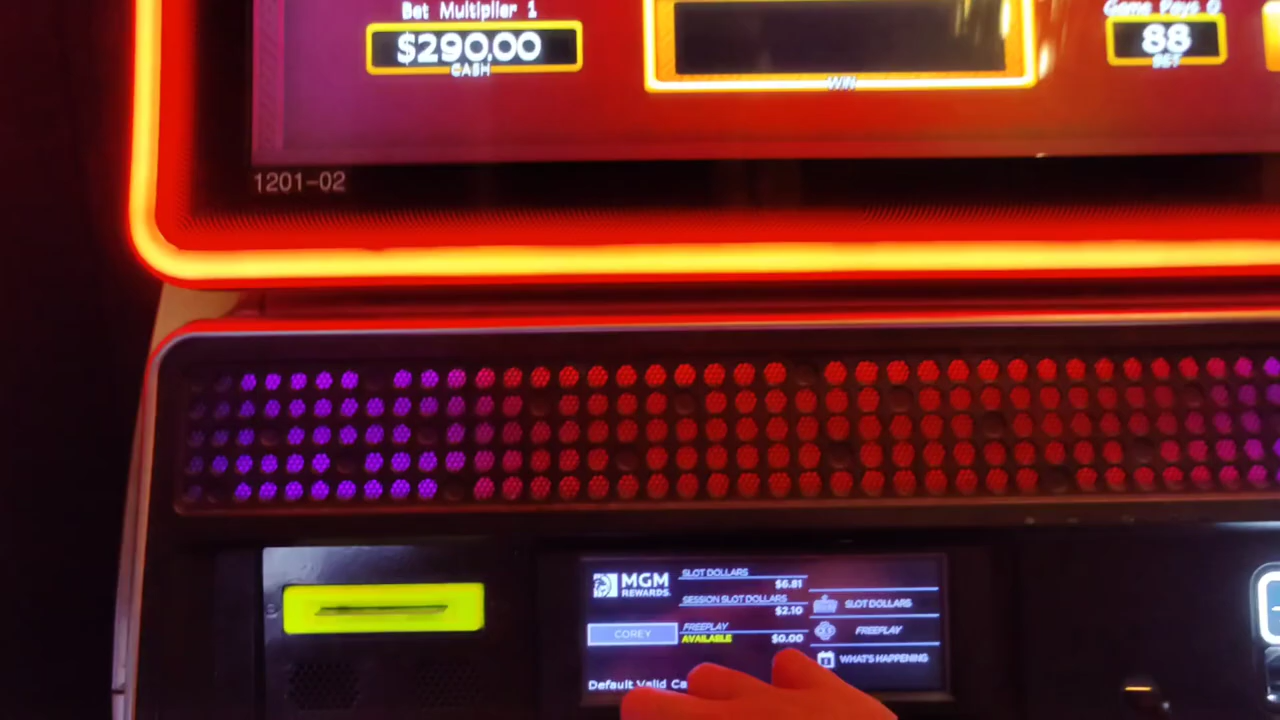 Bet Multiplier 1
$290.00
CASH
WIN
Game Pays 0
88
BET
1201-02
MGM
REWARDS
SLOT DOLLARS
$6.81
SESSION SLOT DOLLARS
$2.10
COREY
FREEPLAY
AVAILABLE $0.00
SLOT DOLLARS
FREEPLAY
WHAT'S HAPPENING
Default Valid Ca